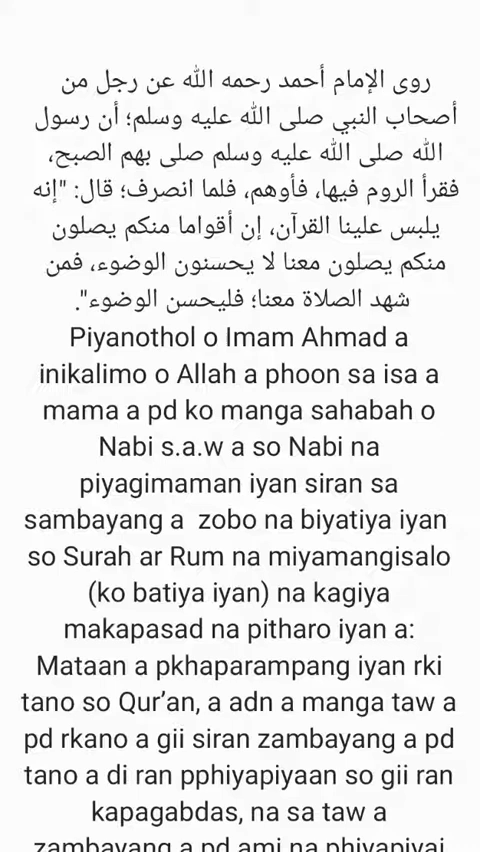 روى الإمام أحمد رحمه الله عن رجل من
أصحاب النبي صلى الله عليه وسلم؛ أن رسول
الله صلى الله عليه وسلم صلى بهم الصبح،
فقرأ الروم فيها، فأوهم، فلما انصرف؛ قال: "إنه
يلبس علينا القرآن، إن أقواما منكم يصلون
منكم يصلون معنا لا يحسنون الوضوء، فمن
شهد الصلاة معنا؛ فليحسن الوضوء".
Piyanothol o Imam Ahmad a
inikalimo o Allah a phoon sa isa a
mama a pd ko manga sahabah o
Nabi s.a.w a so Nabi na
piyagimaman iyan siran sa
sambayang a zobo na biyatiya iyan
so Surah ar Rum na miyamangisalo
(ko batiya iyan) na kagiya
makapasad na pitharo iyan a:
Mataan a pkhaparampang iyan rki
tano so Qur’an, a adn a manga taw a
pd rkano a gii siran zambayang a pd
tano a di ran pphiyapiyaan so gii ran
kapagabdas, na sa taw a
zambayang a pd ami na phiyapiyai